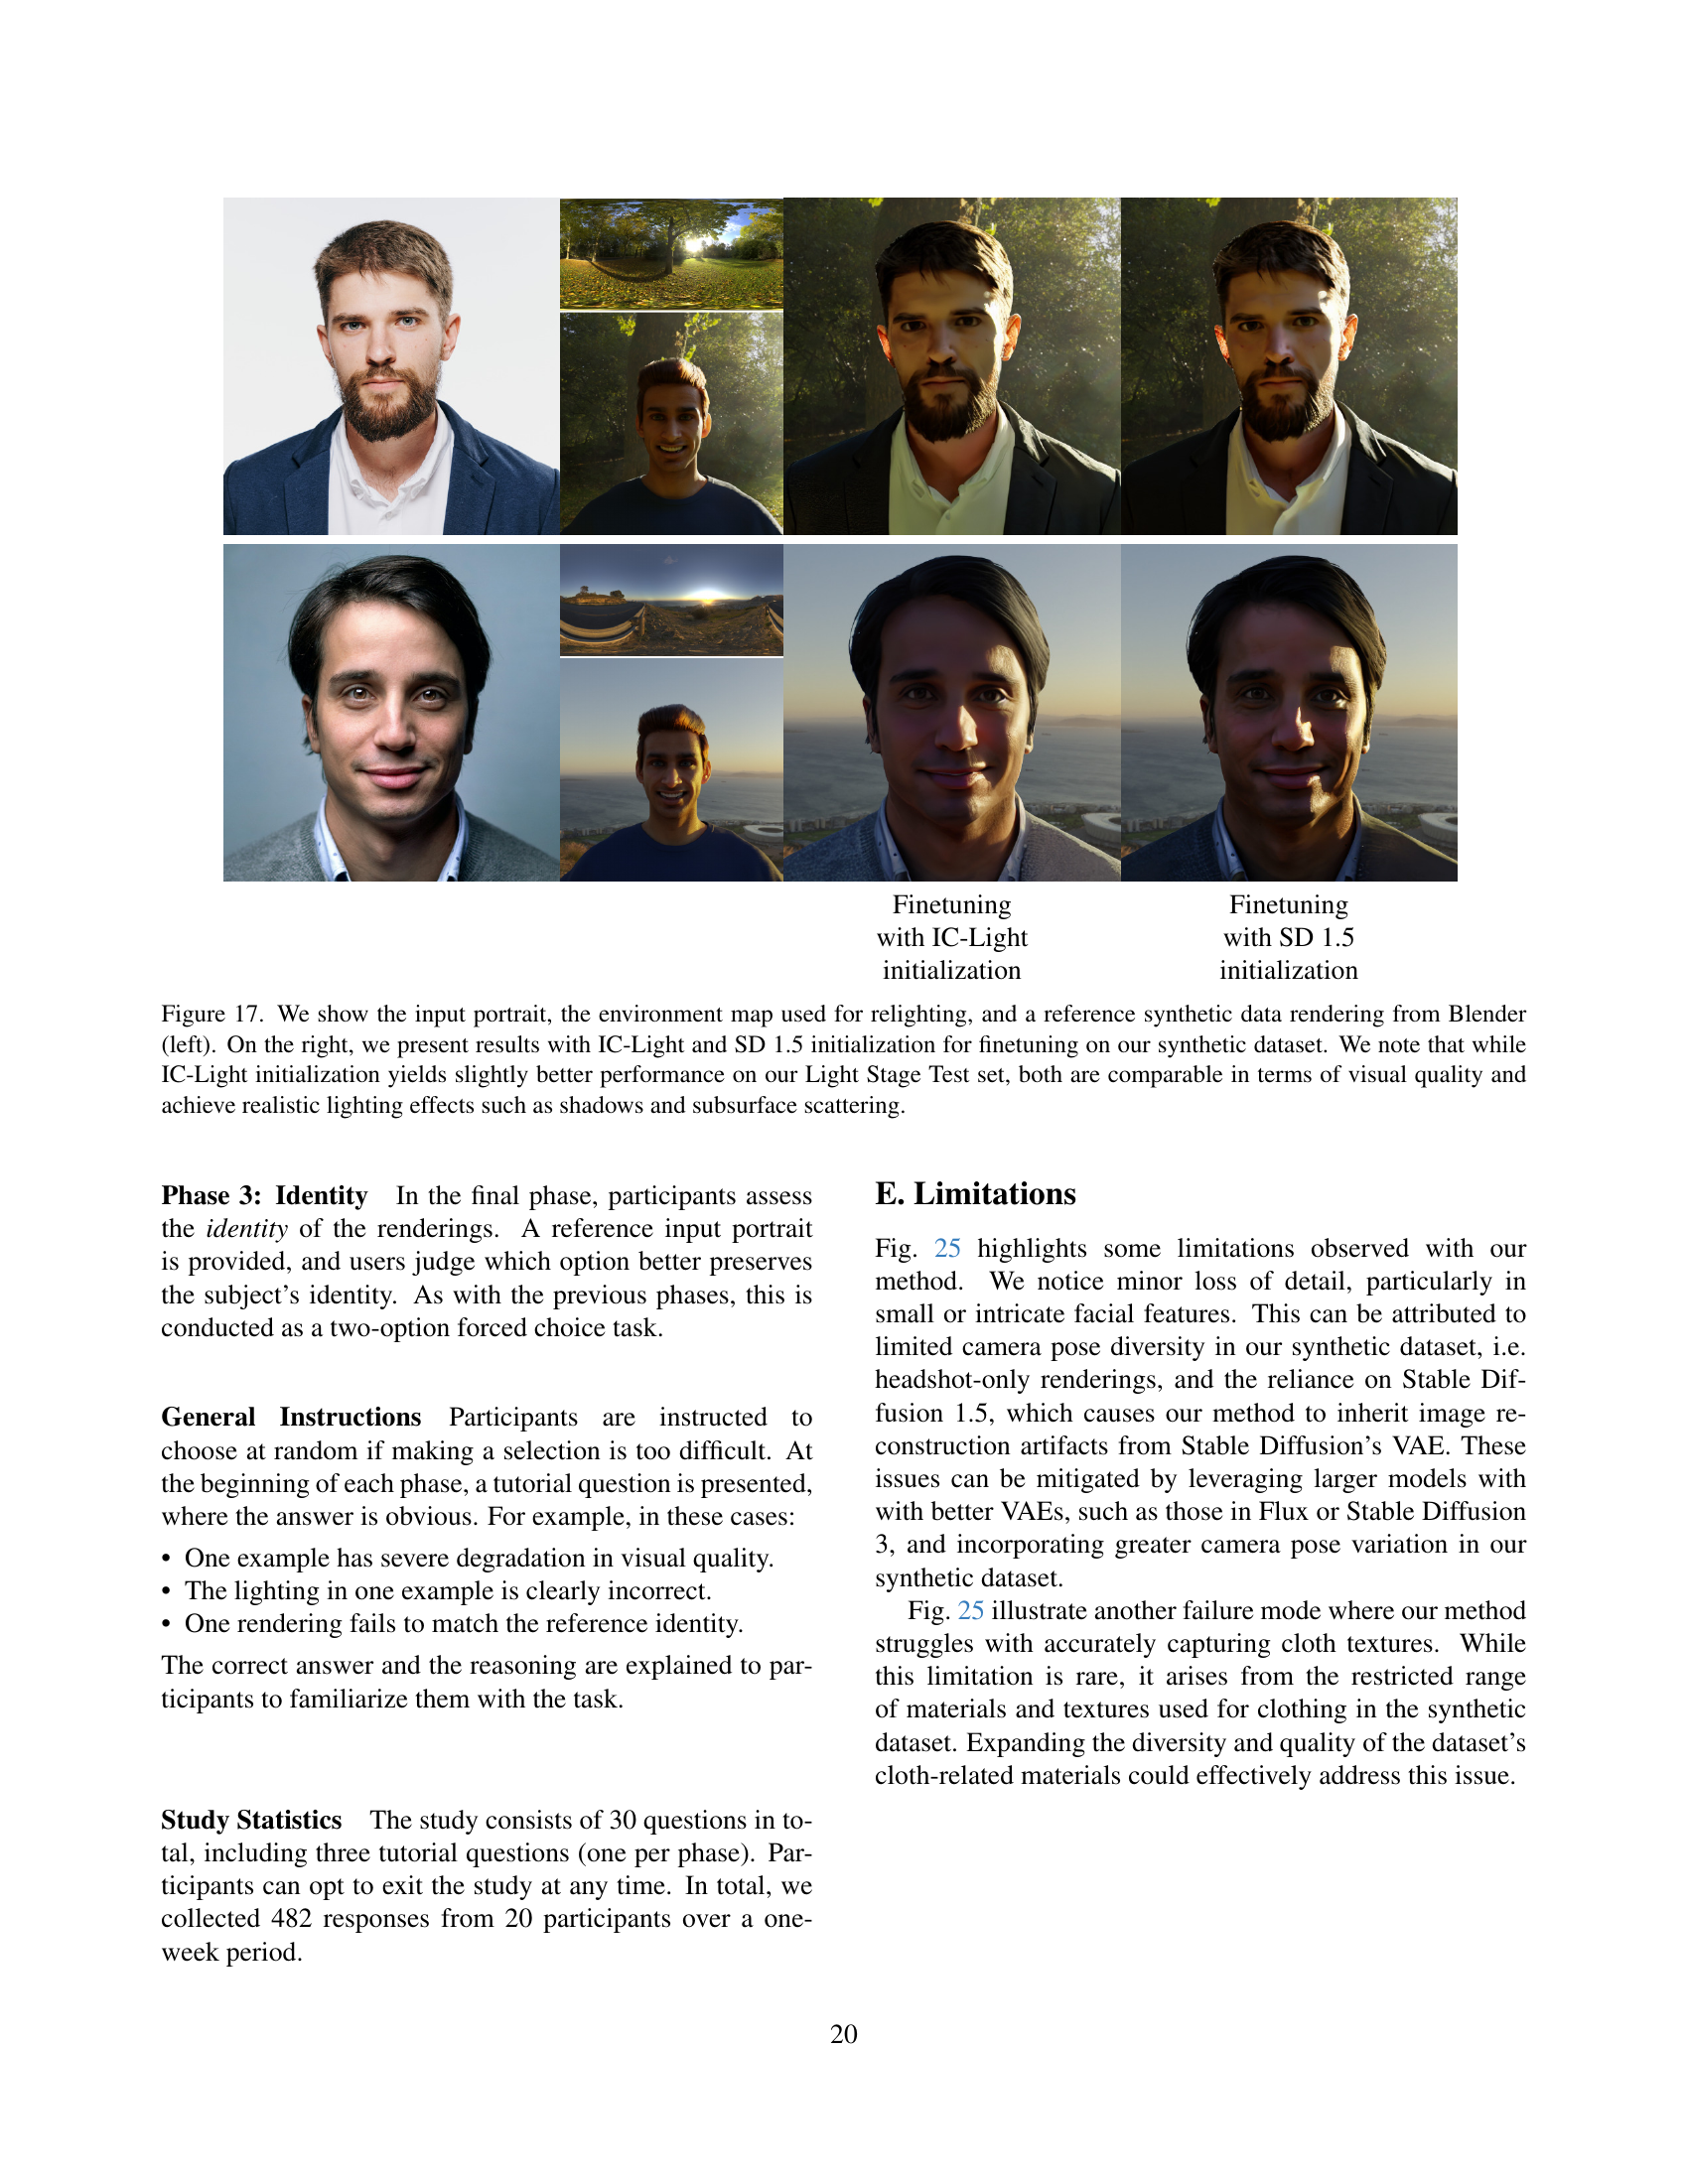 Finetuning
with IC-Light
initialization
Finetuning
with SD 1.5
initialization
Figure 17. We show the input portrait, the environment map used for relighting, and a reference synthetic data rendering from Blender
(left). On the right, we present results with IC-Light and SD 1.5 initialization for finetuning on our synthetic dataset. We note that while
IC-Light initialization yields slightly better performance on our Light Stage Test set, both are comparable in terms of visual quality and
achieve realistic lighting effects such as shadows and subsurface scattering.
Phase 3: Identity In the final phase, participants assess
the identity of the renderings. A reference input portrait
is provided, and users judge which option better preserves
the subject's identity. As with the previous phases, this is
conducted as a two-option forced choice task.
General Instructions Participants are instructed to
choose at random if making a selection is too difficult. At
the beginning of each phase, a tutorial question is presented,
where the answer is obvious. For example, in these cases:
• One example has severe degradation in visual quality.
• The lighting in one example is clearly incorrect.
• One rendering fails to match the reference identity.
The correct answer and the reasoning are explained to par-
ticipants to familiarize them with the task.
Study Statistics The study consists of 30 questions in to-
tal, including three tutorial questions (one per phase). Par-
ticipants can opt to exit the study at any time. In total, we
collected 482 responses from 20 participants over a one-
week period.
E. Limitations
Fig. 25 highlights some limitations observed with our
method. We notice minor loss of detail, particularly in
small or intricate facial features. This can be attributed to
limited camera pose diversity in our synthetic dataset, i.e.
headshot-only renderings, and the reliance on Stable Dif-
fusion 1.5, which causes our method to inherit image re-
construction artifacts from Stable Diffusion's VAE. These
issues can be mitigated by leveraging larger models with
with better VAEs, such as those in Flux or Stable Diffusion
3, and incorporating greater camera pose variation in our
synthetic dataset.
Fig. 25 illustrate another failure mode where our method
struggles with accurately capturing cloth textures. While
this limitation is rare, it arises from the restricted range
of materials and textures used for clothing in the synthetic
dataset. Expanding the diversity and quality of the dataset's
cloth-related materials could effectively address this issue.
20